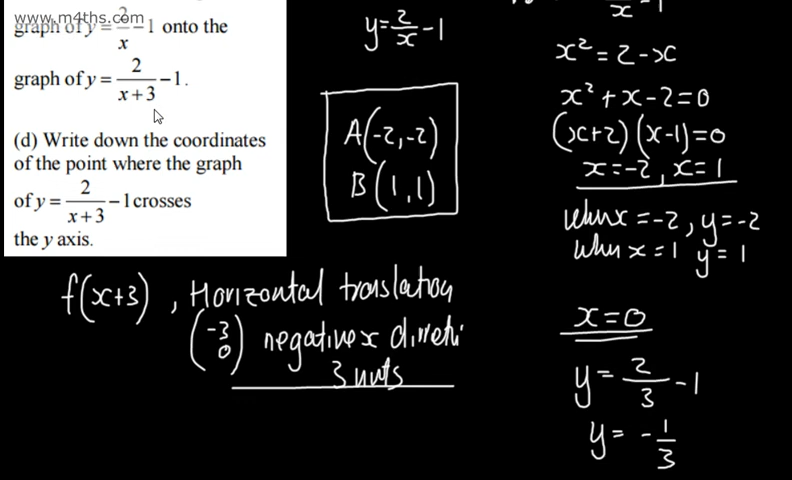 www.m4ths.com
graph of y = 2/x − 1 onto the
graph of y = 2/(x + 3) − 1.
(d) Write down the coordinates
of the point where the graph
of y = 2/(x + 3) − 1 crosses
the y axis.
y = 2/x − 1
A(-2,-2)
B(1,1)
f(x+3), Horizontal translation
(-3 0) negative x directi
3 units
x − 1
x² = 2 − x
x² + x − 2 = 0
(x+2)(x−1) = 0
x = −2, x = 1
when x = −2, y = −2
when x = 1 y = 1
x = 0
y = 2/3 − 1
y = −1/3